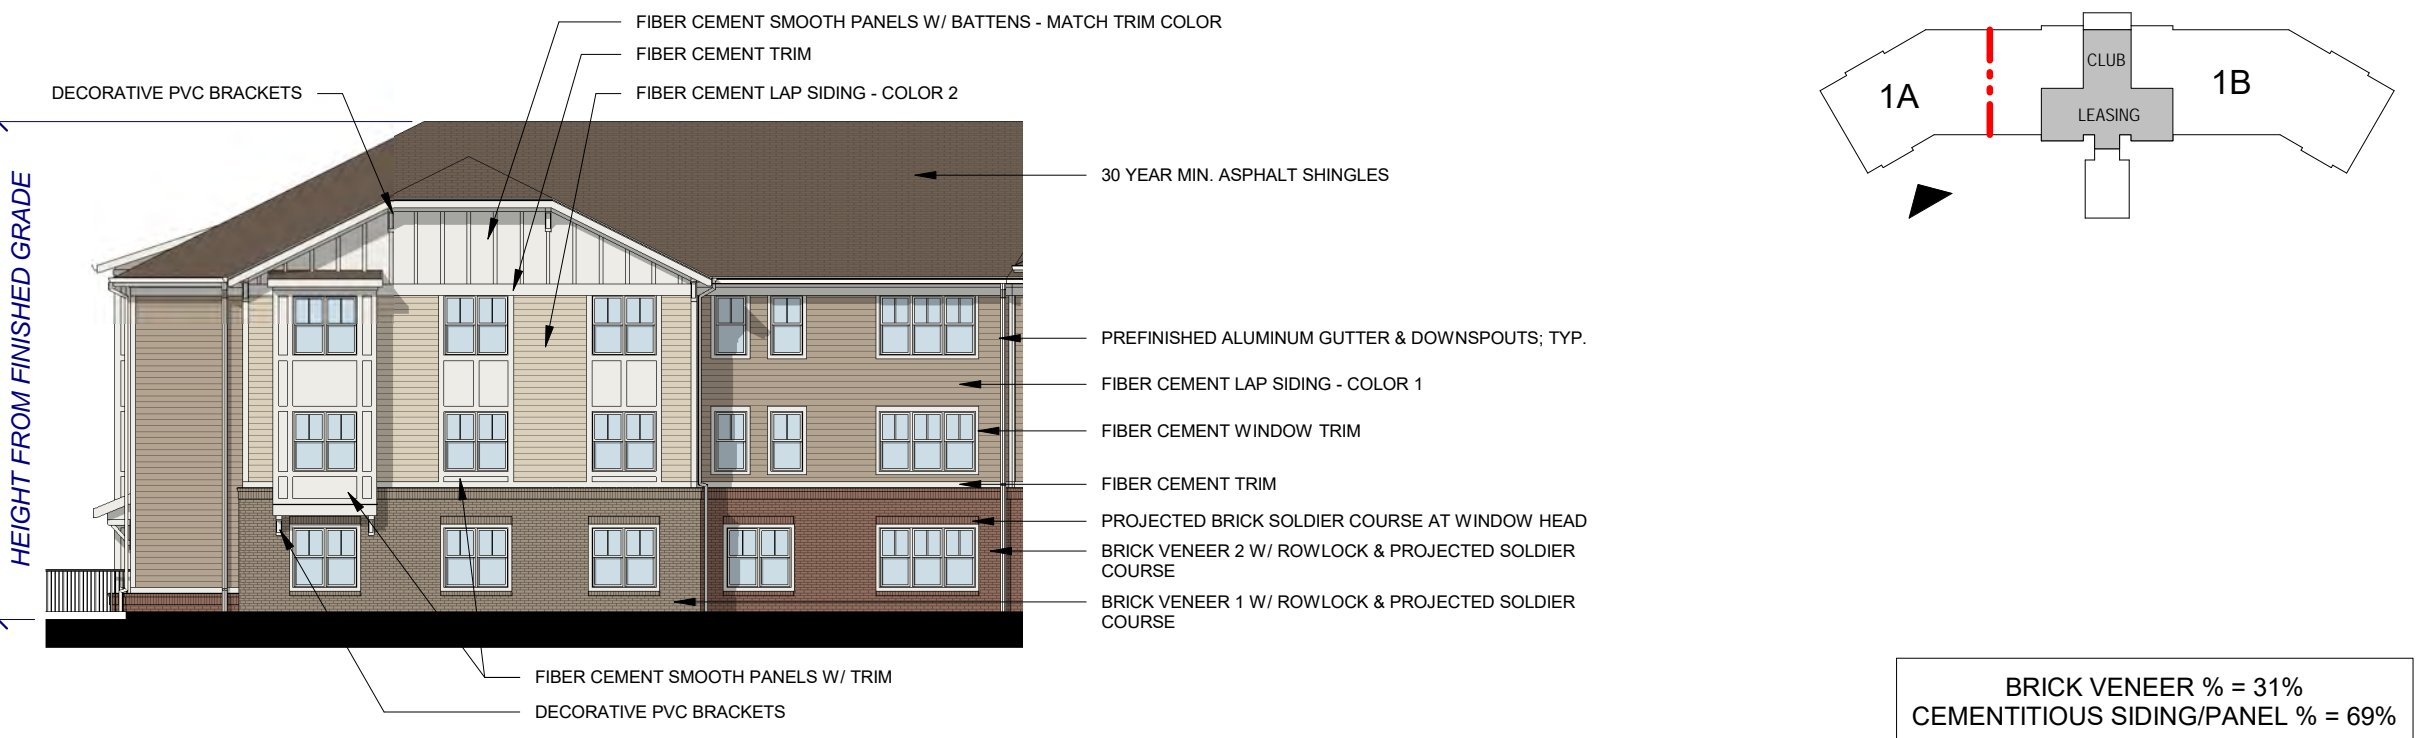 FIBER CEMENT SMOOTH PANELS W/ BATTENS - MATCH TRIM COLOR
FIBER CEMENT TRIM
DECORATIVE PVC BRACKETS
FIBER CEMENT LAP SIDING - COLOR 2
HEIGHT FROM FINISHED GRADE
30 YEAR MIN. ASPHALT SHINGLES
PREFINISHED ALUMINUM GUTTER & DOWNSPOUTS; TYP.
FIBER CEMENT LAP SIDING - COLOR 1
FIBER CEMENT WINDOW TRIM
FIBER CEMENT TRIM
PROJECTED BRICK SOLDIER COURSE AT WINDOW HEAD
BRICK VENEER 2 W/ ROWLOCK & PROJECTED SOLDIER
COURSE
BRICK VENEER 1 W/ ROWLOCK & PROJECTED SOLDIER
COURSE
FIBER CEMENT SMOOTH PANELS W/ TRIM
DECORATIVE PVC BRACKETS
1A
CLUB
LEASING
1B
BRICK VENEER % = 31%
CEMENTITIOUS SIDING/PANEL % = 69%